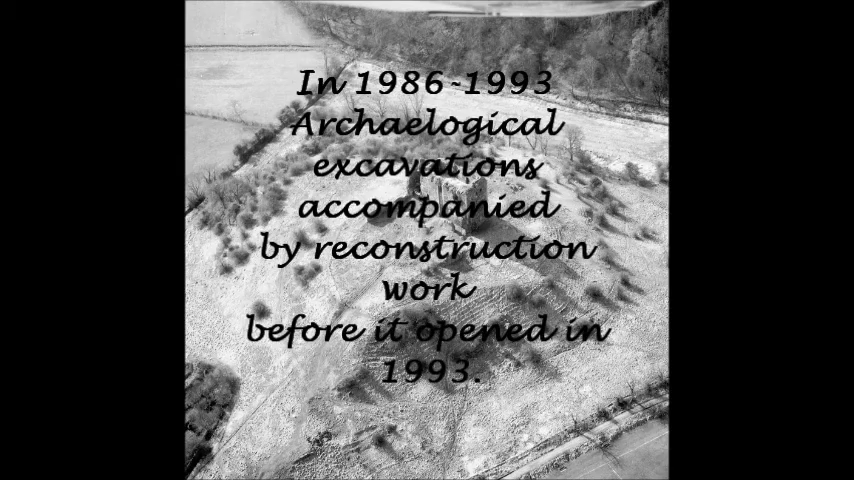 In 1986-1993
Archaelogical
excavations
accompanied
by reconstruction
work
before it opened in
1993.